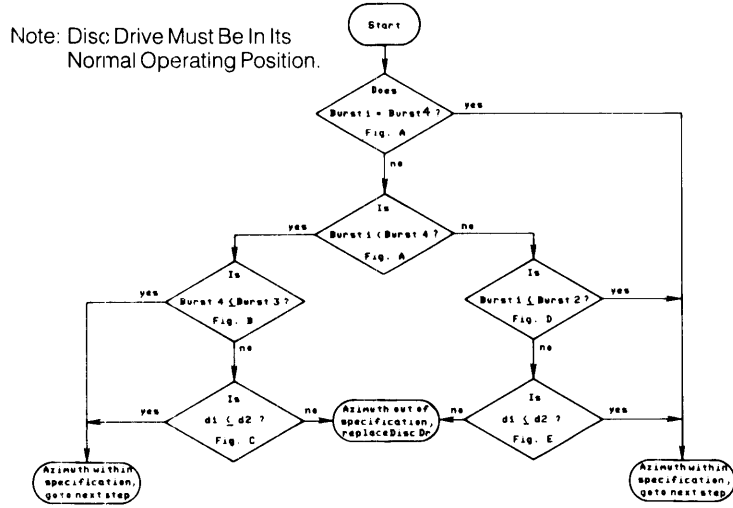 Note: Disc Drive Must Be In Its
Normal Operating Position.
Start
Does
Burst 1 = Burst 4 ?
Fig. A
yes
no
Is
Burst 1 < Burst 4 ?
Fig. A
yes
no
Is
Burst 4 ≤ Burst 3 ?
Fig. B
yes
no
Is
Burst 1 ≤ Burst 2 ?
Fig. D
yes
no
Is
d1 ≤ d2 ?
Fig. C
yes
no
Azimuth out of
specification,
replace Disc Dr
Is
d1 ≤ d2 ?
Fig. E
no
yes
Azimuth within
specification,
go to next step
Azimuth within
specification,
go to next step